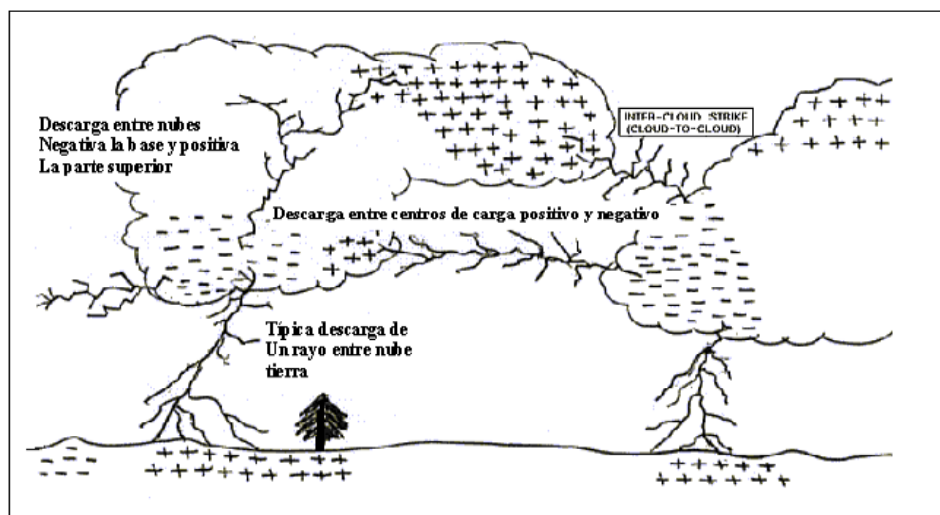 Descarga entre nubes
Negativa la base y positiva
La parte superior
INTER-CLOUD STRIKE
(CLOUD-TO-CLOUD)
Descarga entre centros de carga positivo y negativo
Típica descarga de
Un rayo entre nube
tierra